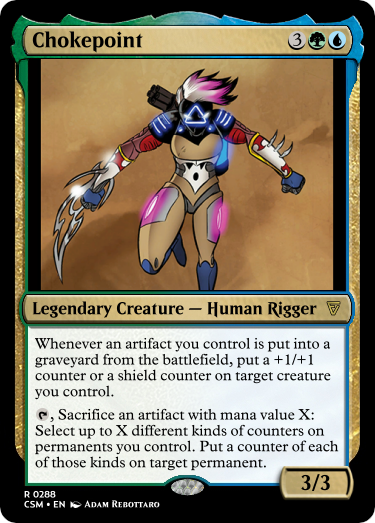 Chokepoint 3
Legendary Creature — Human Rigger
Whenever an artifact you control is put into a
graveyard from the battlefield, put a +1/+1
counter or a shield counter on target creature
you control.
, Sacrifice an artifact with mana value X:
Select up to X different kinds of counters on
permanents you control. Put a counter of each
of those kinds on target permanent.
3/3
R 0288
CSM • EN Adam Rebottaro